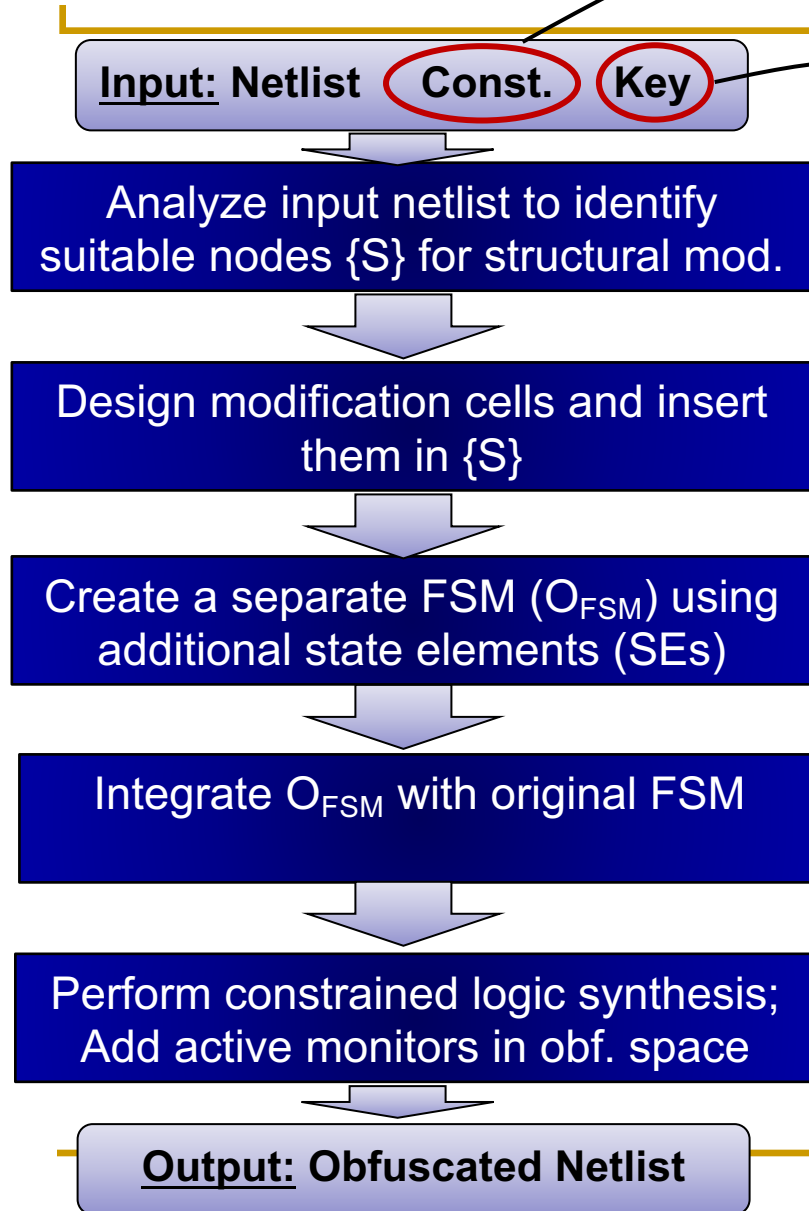 Input: Netlist Const. Key
Analyze input netlist to identify
suitable nodes {S} for structural mod.
Design modification cells and insert
them in {S}
Create a separate FSM (O_FSM) using
additional state elements (SEs)
Integrate O_FSM with original FSM
Perform constrained logic synthesis;
Add active monitors in obf. space
Output: Obfuscated Netlist